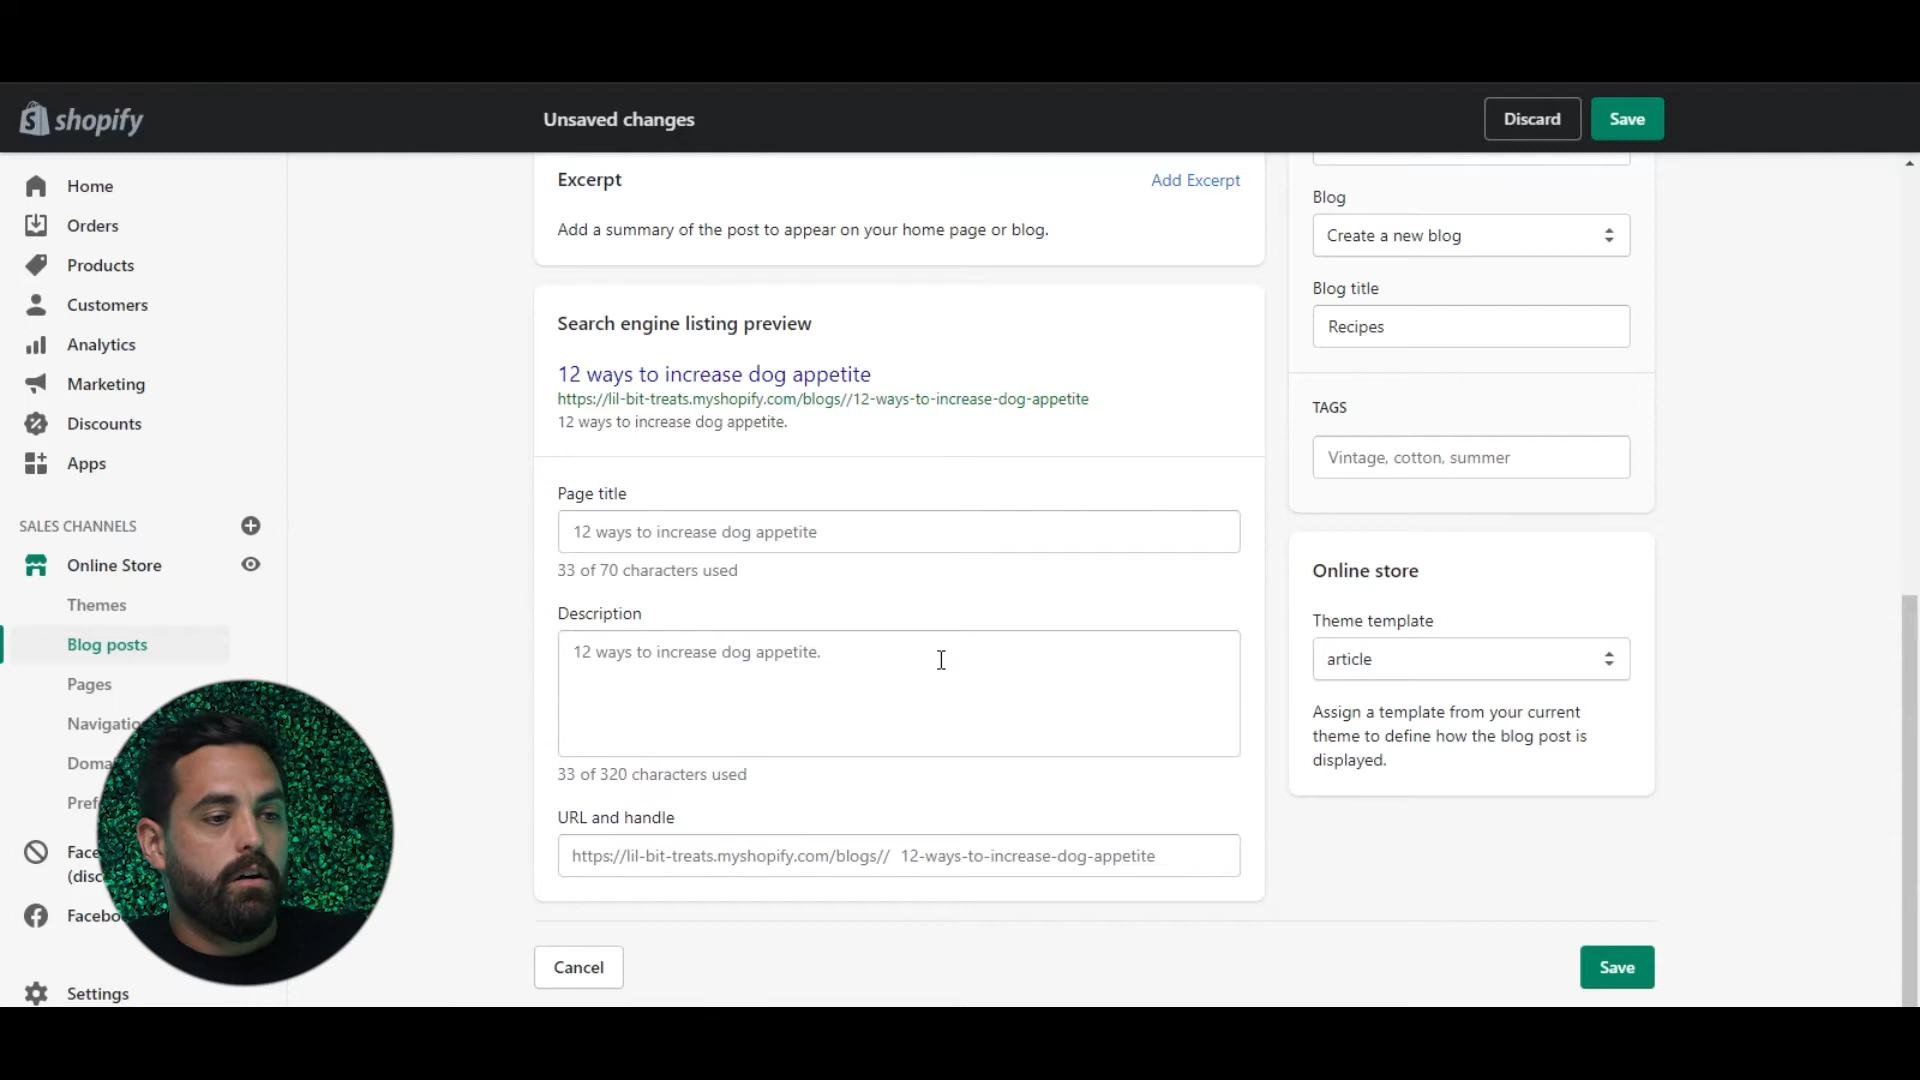 shopify
Unsaved changes
Discard
Save
Home
Orders
Products
Customers
Analytics
Marketing
Discounts
Apps
SALES CHANNELS
Online Store
Themes
Blog posts
Pages
Settings
Excerpt
Add Excerpt
Add a summary of the post to appear on your home page or blog.
Search engine listing preview
12 ways to increase dog appetite
https://lil-bit-treats.myshopify.com/blogs//12-ways-to-increase-dog-appetite
12 ways to increase dog appetite.
Page title
12 ways to increase dog appetite
33 of 70 characters used
Description
12 ways to increase dog appetite.
33 of 320 characters used
URL and handle
https://lil-bit-treats.myshopify.com/blogs// 12-ways-to-increase-dog-appetite
Cancel
Save
Blog
Create a new blog
Blog title
Recipes
TAGS
Vintage, cotton, summer
Online store
Theme template
article
Assign a template from your current
theme to define how the blog post is
displayed.